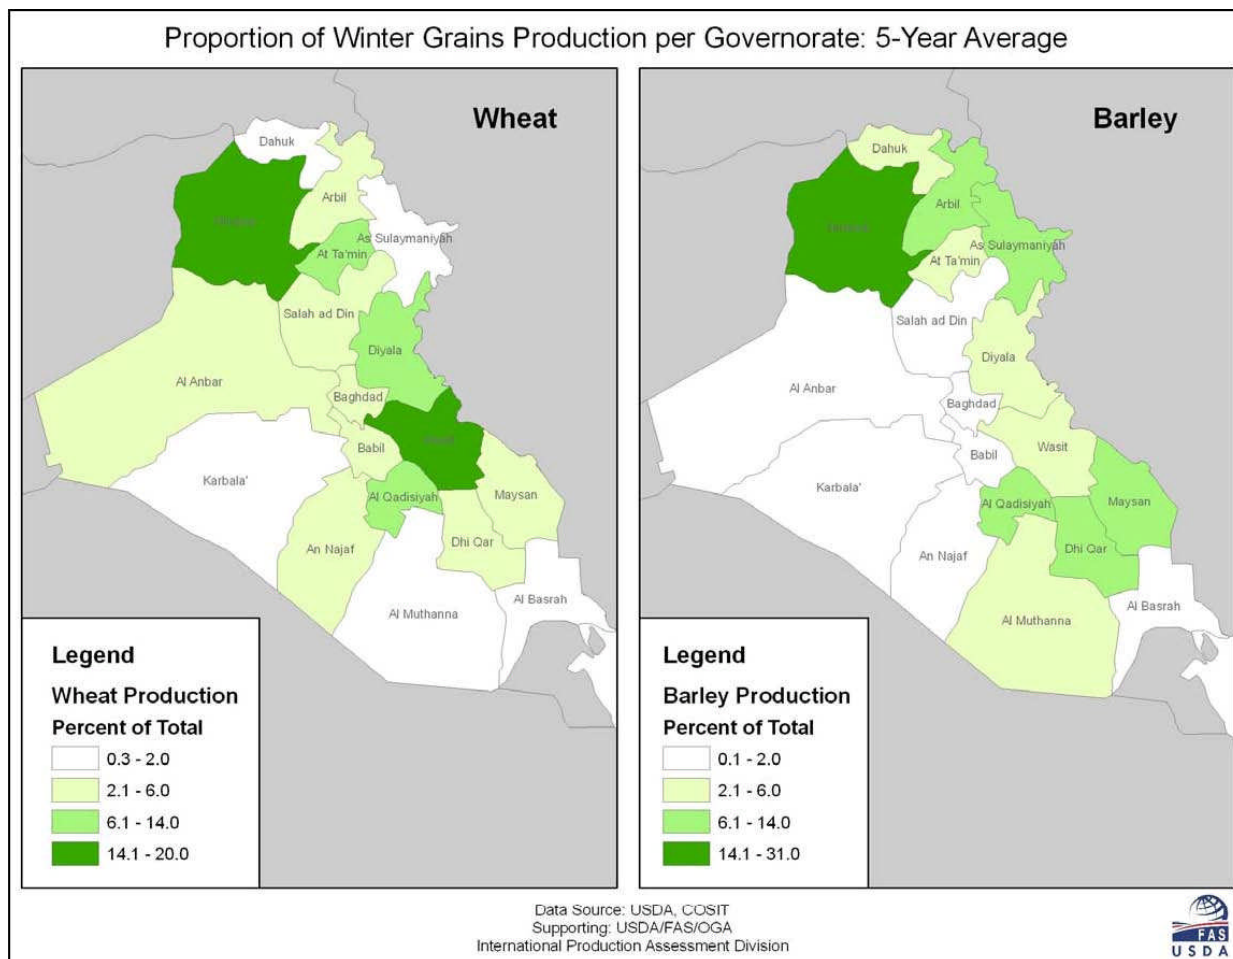 Proportion of Winter Grains Production per Governorate: 5-Year Average
Wheat
Dahuk
Arbil
As Sulaymaniyah
At Ta'min
Salah ad Din
Diyala
Al Anbar
Baghdad
Babil
Karbala'
Al Qadisiyah
Maysan
An Najaf
Dhi Qar
Al Muthanna
Al Basrah
Legend
Wheat Production
Percent of Total
0.3 - 2.0
2.1 - 6.0
6.1 - 14.0
14.1 - 20.0
Barley
Dahuk
Arbil
As Sulaymaniyah
At Ta'min
Salah ad Din
Diyala
Al Anbar
Baghdad
Wasit
Babil
Karbala'
Al Qadisiyah
Maysan
An Najaf
Dhi Qar
Al Muthanna
Al Basrah
Legend
Barley Production
Percent of Total
0.1 - 2.0
2.1 - 6.0
6.1 - 14.0
14.1 - 31.0
Data Source: USDA, COSIT
Supporting: USDA/FAS/OGA
International Production Assessment Division
FAS
USDA